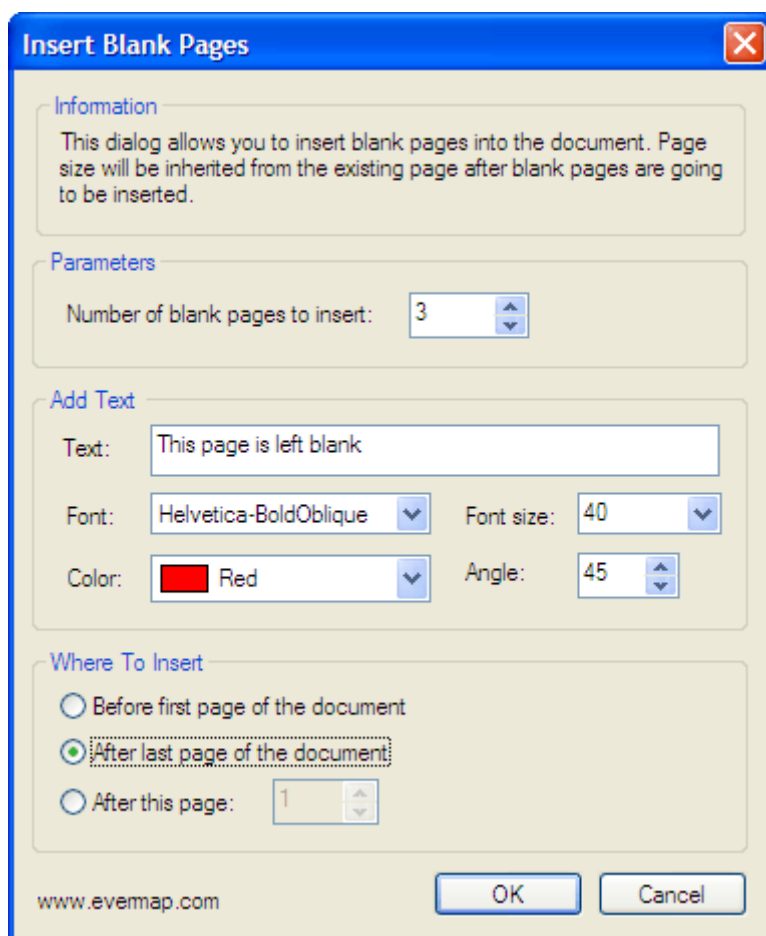 Insert Blank Pages
Information
This dialog allows you to insert blank pages into the document. Page
size will be inherited from the existing page after blank pages are going
to be inserted.
Parameters
Number of blank pages to insert: 3
Add Text
Text: This page is left blank
Font: Helvetica-BoldOblique Font size: 40
Color: Red Angle: 45
Where To Insert
Before first page of the document
After last page of the document
After this page: 1
www.evermap.com OK Cancel